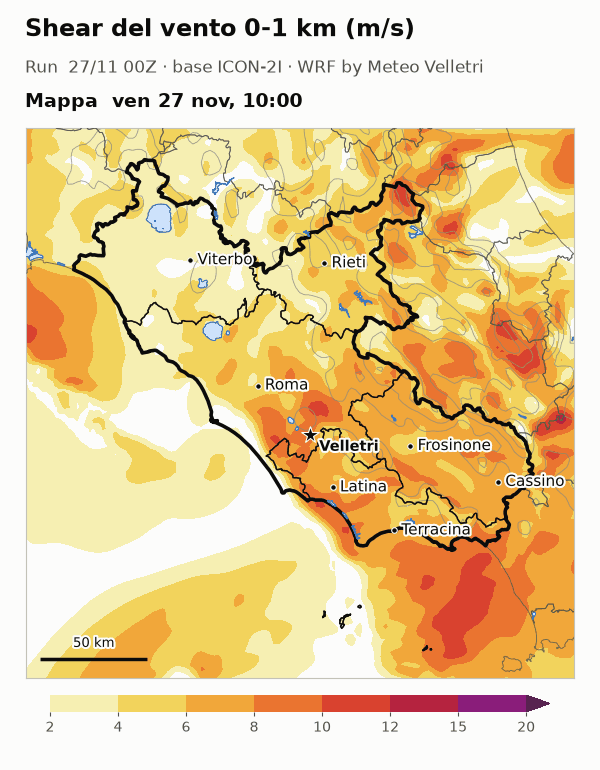 Shear del vento 0-1 km (m/s)
Run  27/11 00Z · base ICON-2I · WRF by Meteo Velletri
Mappa  ven 27 nov, 10:00
Viterbo
Rieti
Roma
Velletri
Frosinone
Latina
Cassino
Terracina
50 km
2 4 6 8 10 12 15 20